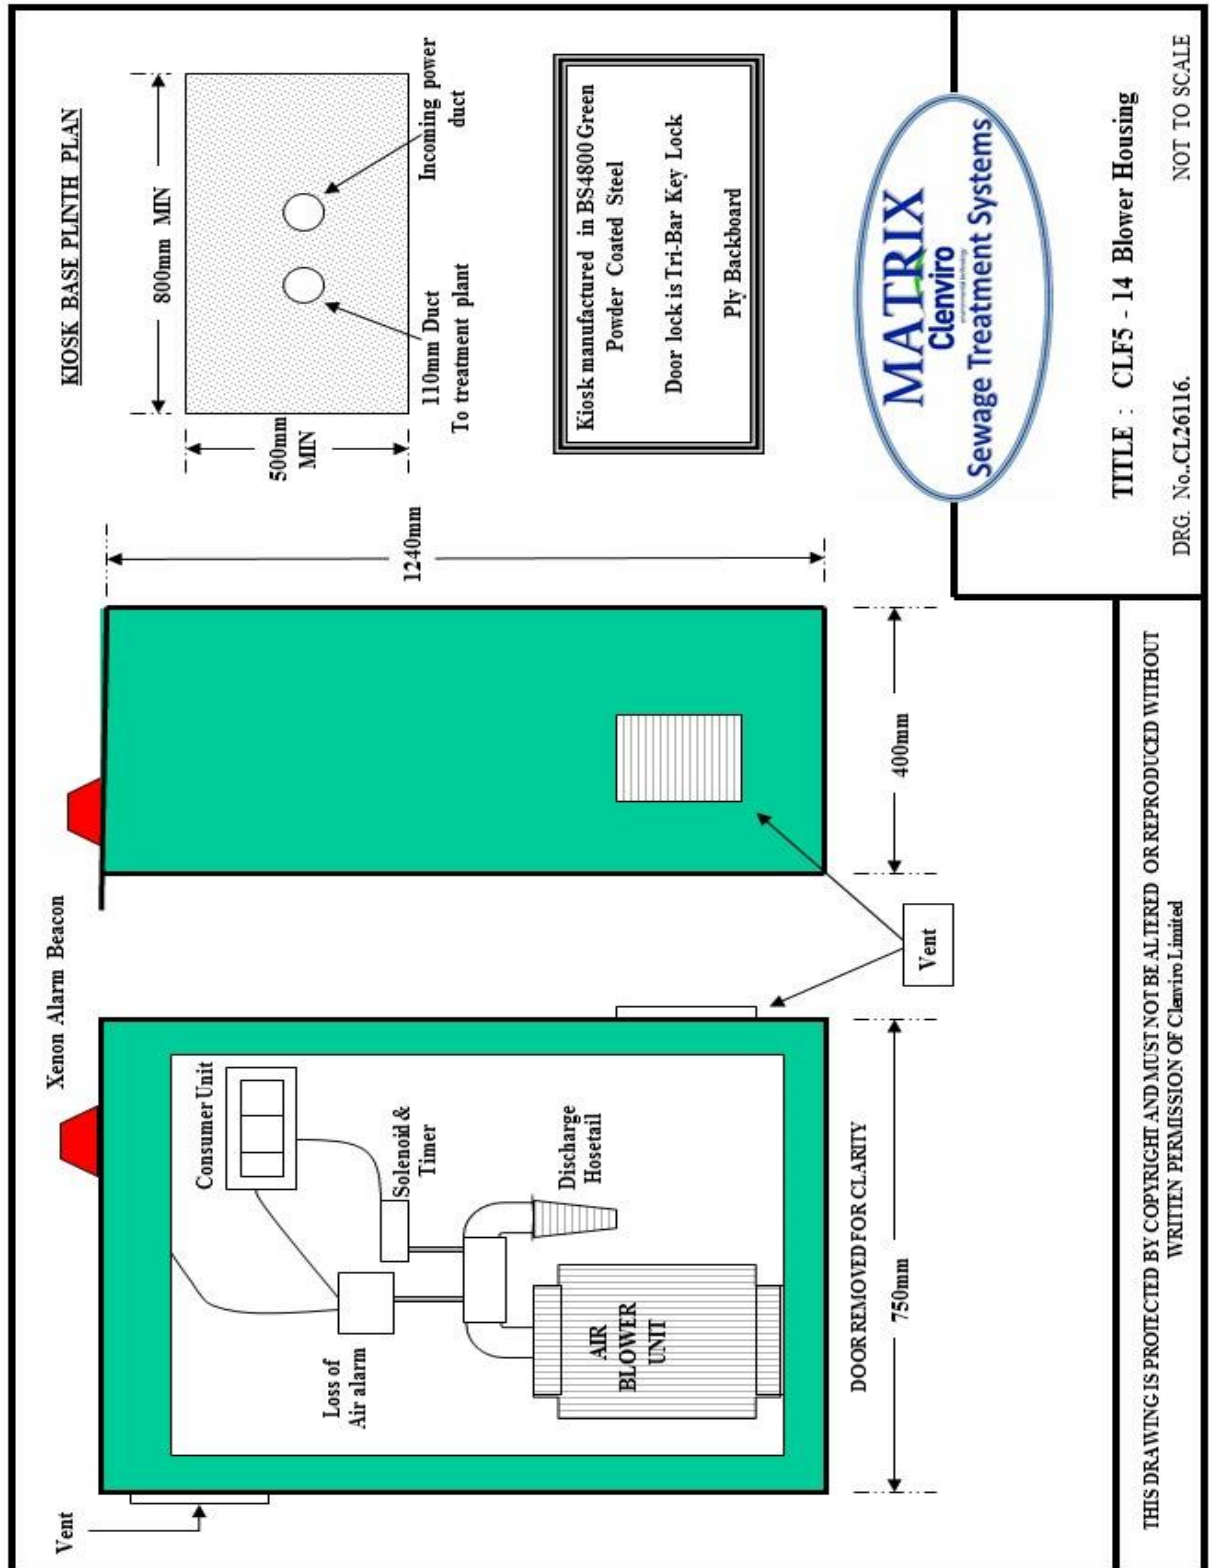 Xenon Alarm Beacon
Vent
Consumer Unit
Loss of
Air alarm
Solenoid &
Timer
AIR
BLOWER
UNIT
Discharge
Hosetail
DOOR REMOVED FOR CLARITY
750mm
Vent
400mm
1240mm
KIOSK BASE PLINTH PLAN
800mm MIN
500mm
MIN
110mm Duct
To treatment plant
Incoming power
duct
Kiosk manufactured in BS4800 Green
Powder Coated Steel
Door lock is Tri-Bar Key Lock
Ply Backboard
MATRIX
Clenviro
Sewage Treatment Systems
TITLE : CLF5 - 14 Blower Housing
DRG. No..CL26116.
NOT TO SCALE
THIS DRAWING IS PROTECTED BY COPYRIGHT AND MUST NOT BE ALTERED OR REPRODUCED WITHOUT
WRITTEN PERMISSION OF Clenviro Limited